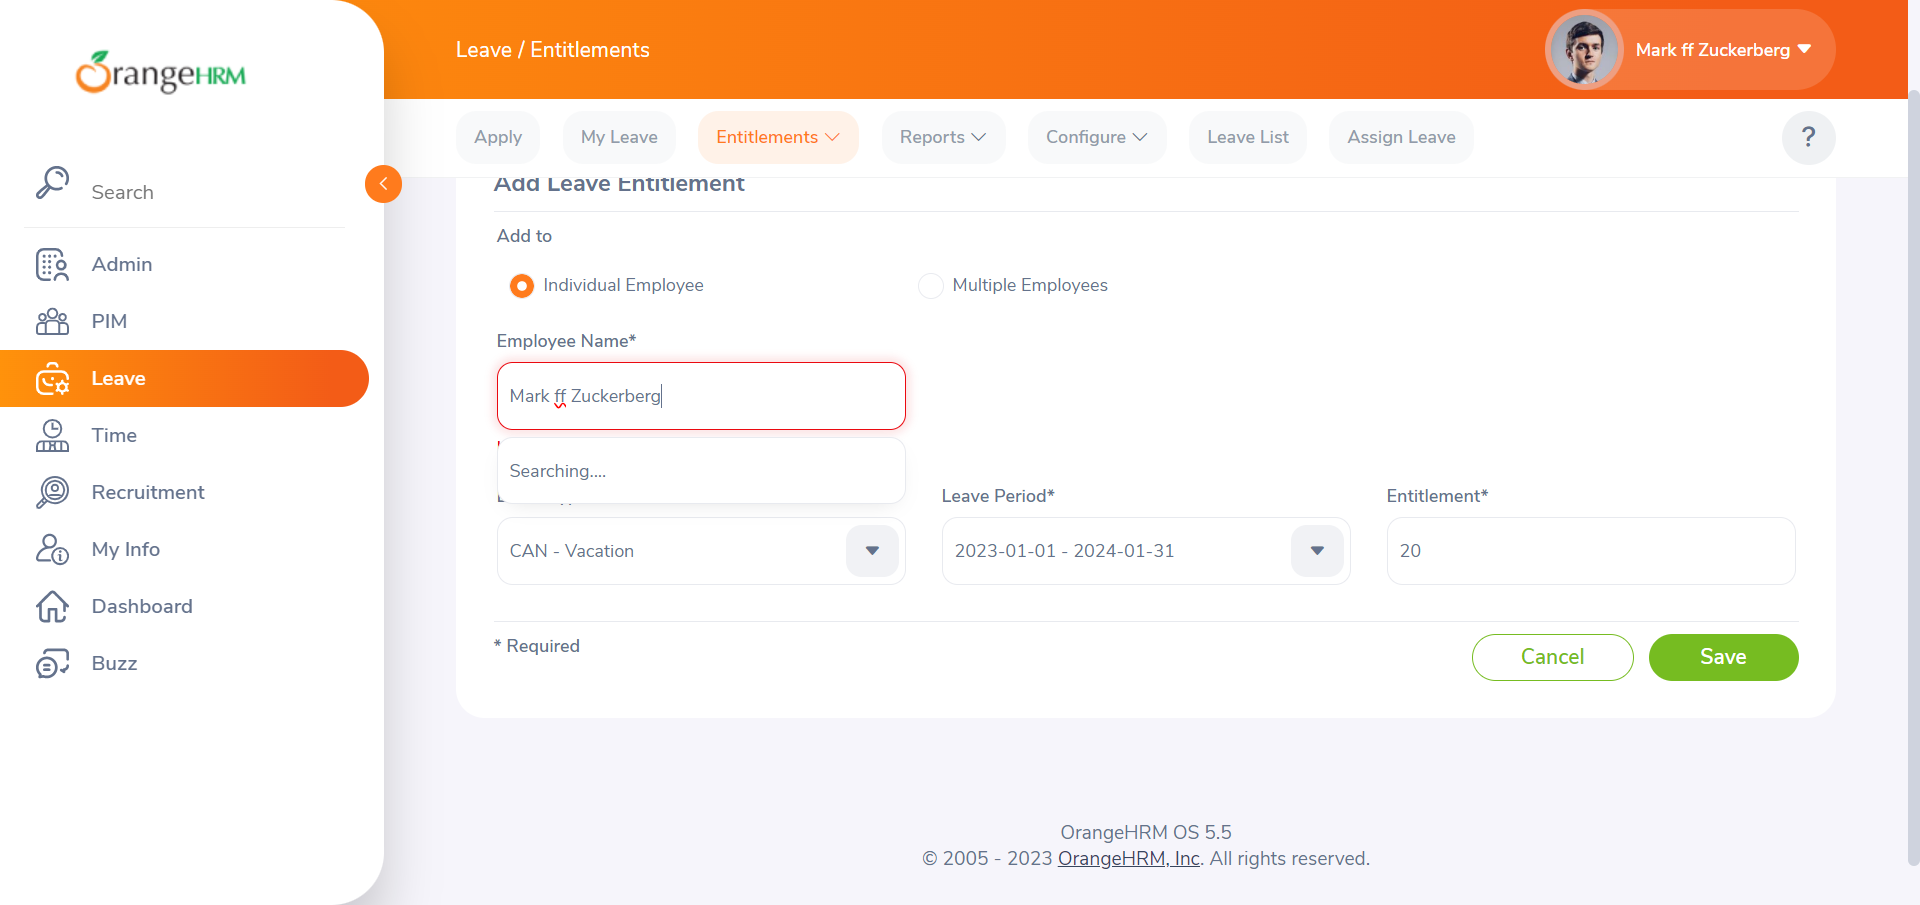 OrangeHRM
Leave / Entitlements
Mark ff Zuckerberg
Apply
My Leave
Entitlements
Reports
Configure
Leave List
Assign Leave
?
Search
Admin
PIM
Leave
Time
Recruitment
My Info
Dashboard
Buzz
Add Leave Entitlement
Add to
Individual Employee
Multiple Employees
Employee Name*
Mark ff Zuckerberg
Searching....
Leave Period*
Entitlement*
CAN - Vacation
2023-01-01 - 2024-01-31
20
* Required
Cancel
Save
OrangeHRM OS 5.5
© 2005 - 2023 OrangeHRM, Inc. All rights reserved.